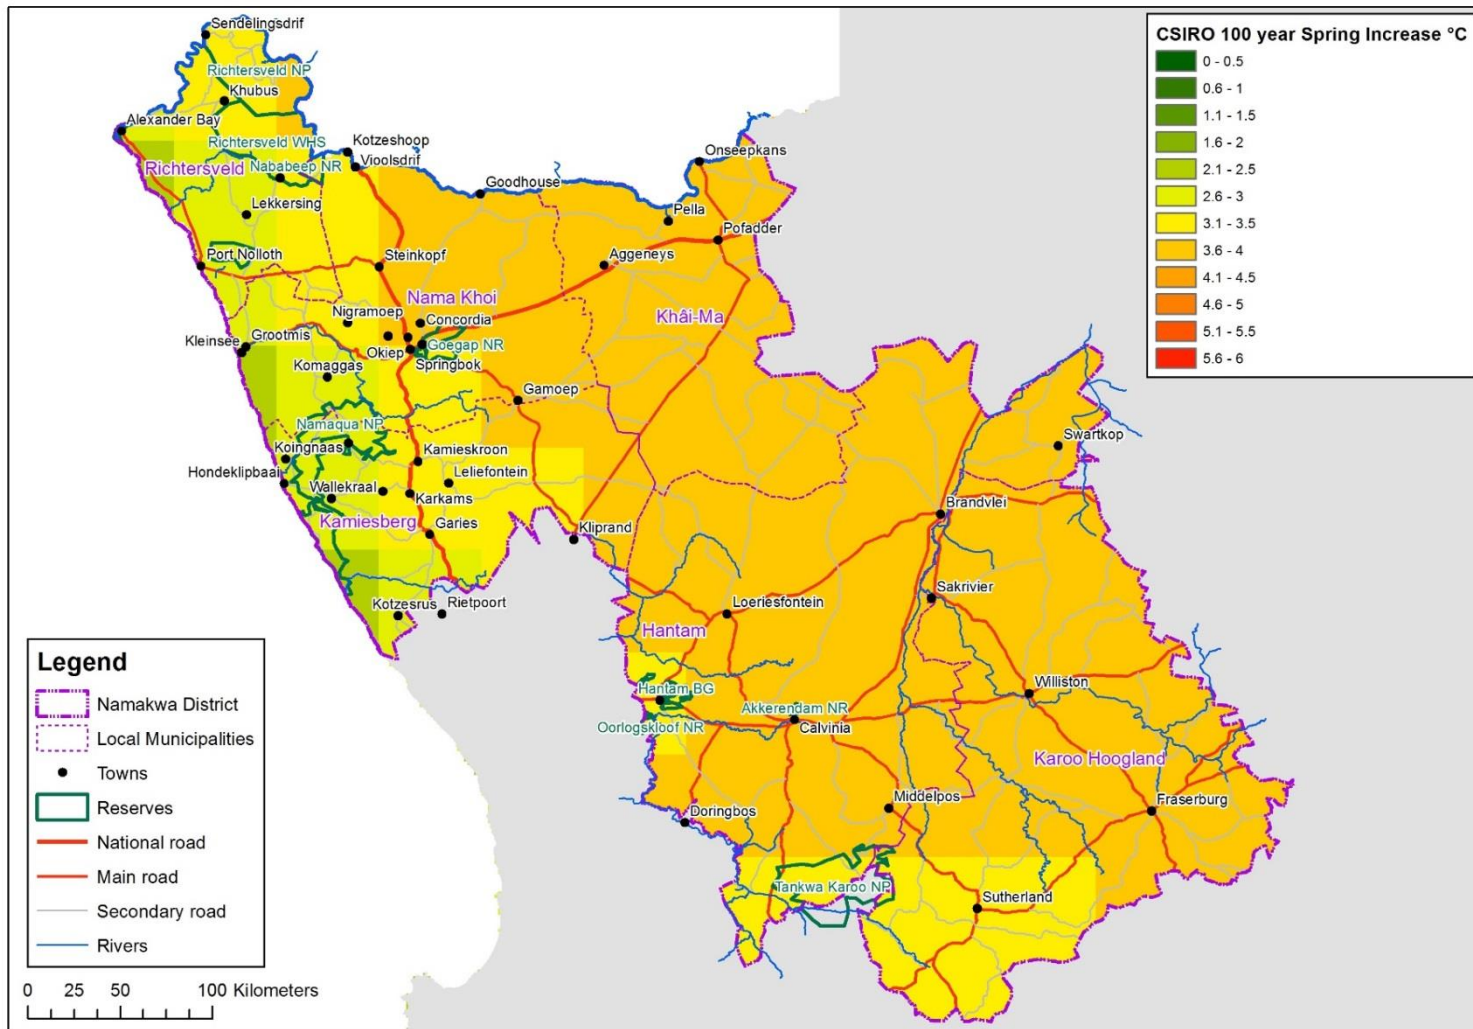 CSIRO 100 year Spring Increase °C
0 - 0.5
0.6 - 1
1.1 - 1.5
1.6 - 2
2.1 - 2.5
2.6 - 3
3.1 - 3.5
3.6 - 4
4.1 - 4.5
4.6 - 5
5.1 - 5.5
5.6 - 6
Sendelingsdrif
Richtersveld NP
Khubus
Alexander Bay
Richtersveld WHS
Kotzeshoop
Vioolsdrif
Onseepkans
Richtersveld
Nababeep NR
Goodhouse
Lekkersing
Pella
Pofadder
Port Nolloth
Steinkopf
Aggeneys
Nama Khoi
Nigramoep
Concordia
Khâi-Ma
Kleinsee
Grootmis
Okiep
Goegap NR
Springbok
Komaggas
Gamoep
Namaqua NP
Koingnaas
Kamieskroon
Swartkop
Hondeklipbaai
Leliefontein
Wallekraal
Karkams
Brandvlei
Kamiesberg
Garies
Kliprand
Kotzesrus
Rietpoort
Loeriesfontein
Sakrivier
Hantam
Hantam BG
Williston
Oorlogskloof NR
Akkerendam NR
Calvinia
Karoo Hoogland
Middelpos
Fraserburg
Doringbos
Tankwa Karoo NP
Sutherland
Legend
Namakwa District
Local Municipalities
Towns
Reserves
National road
Main road
Secondary road
Rivers
0 25 50 100 Kilometers